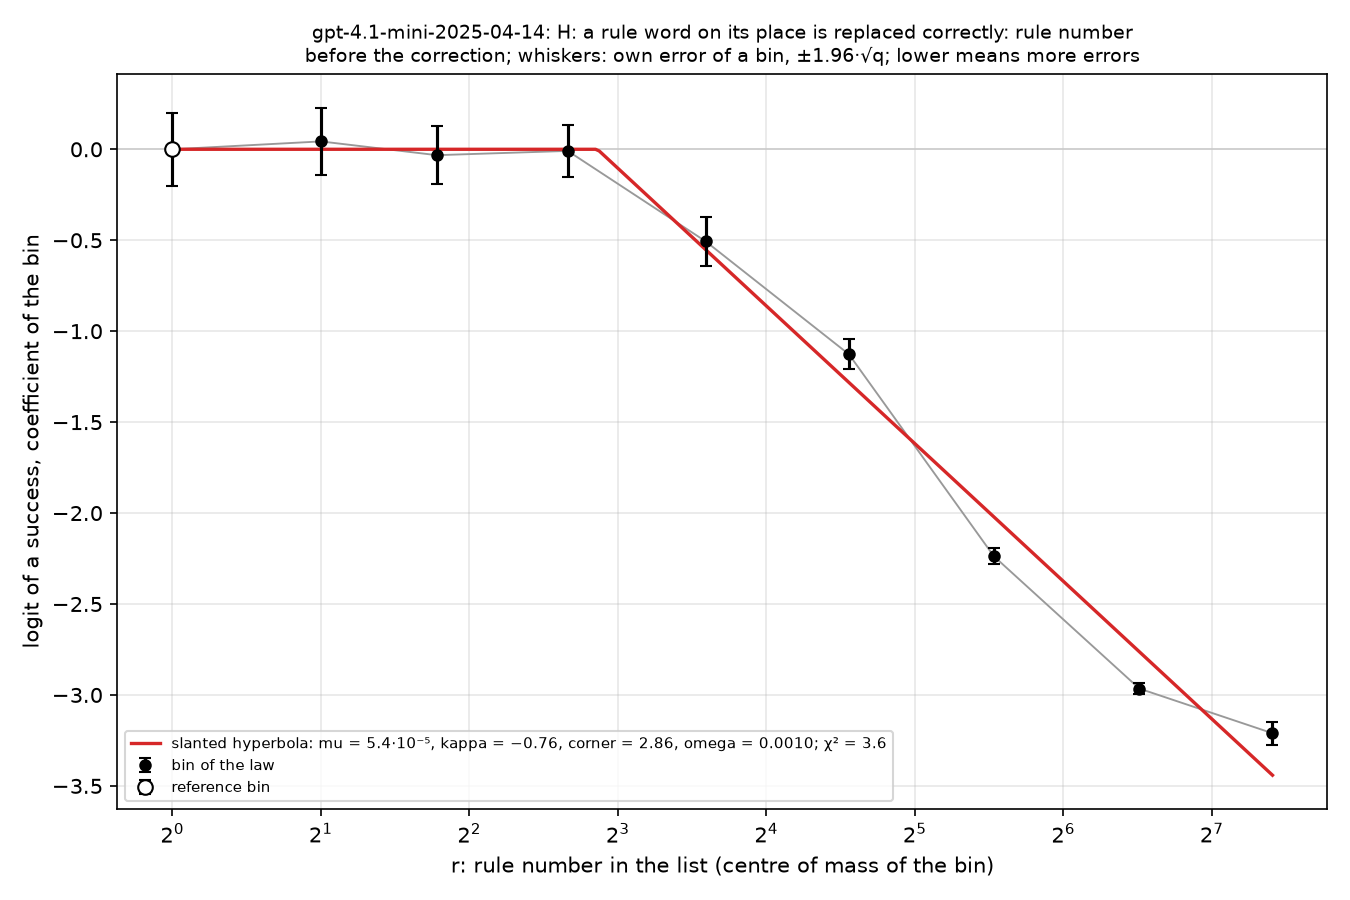 gpt-4.1-mini-2025-04-14: H: a rule word on its place is replaced correctly: rule number
before the correction; whiskers: own error of a bin, ±1.96·√q; lower means more errors
logit of a success, coefficient of the bin
0.0
−0.5
−1.0
−1.5
−2.0
−2.5
−3.0
−3.5
slanted hyperbola: mu = 5.4·10⁻⁵, kappa = −0.76, corner = 2.86, omega = 0.0010; χ² = 3.6
bin of the law
reference bin
2⁰ 2¹ 2² 2³ 2⁴ 2⁵ 2⁶ 2⁷
r: rule number in the list (centre of mass of the bin)